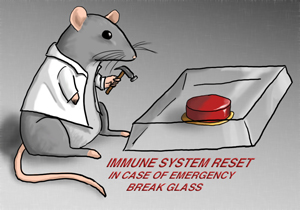 IMMUNE SYSTEM RESET
IN CASE OF EMERGENCY
BREAK GLASS